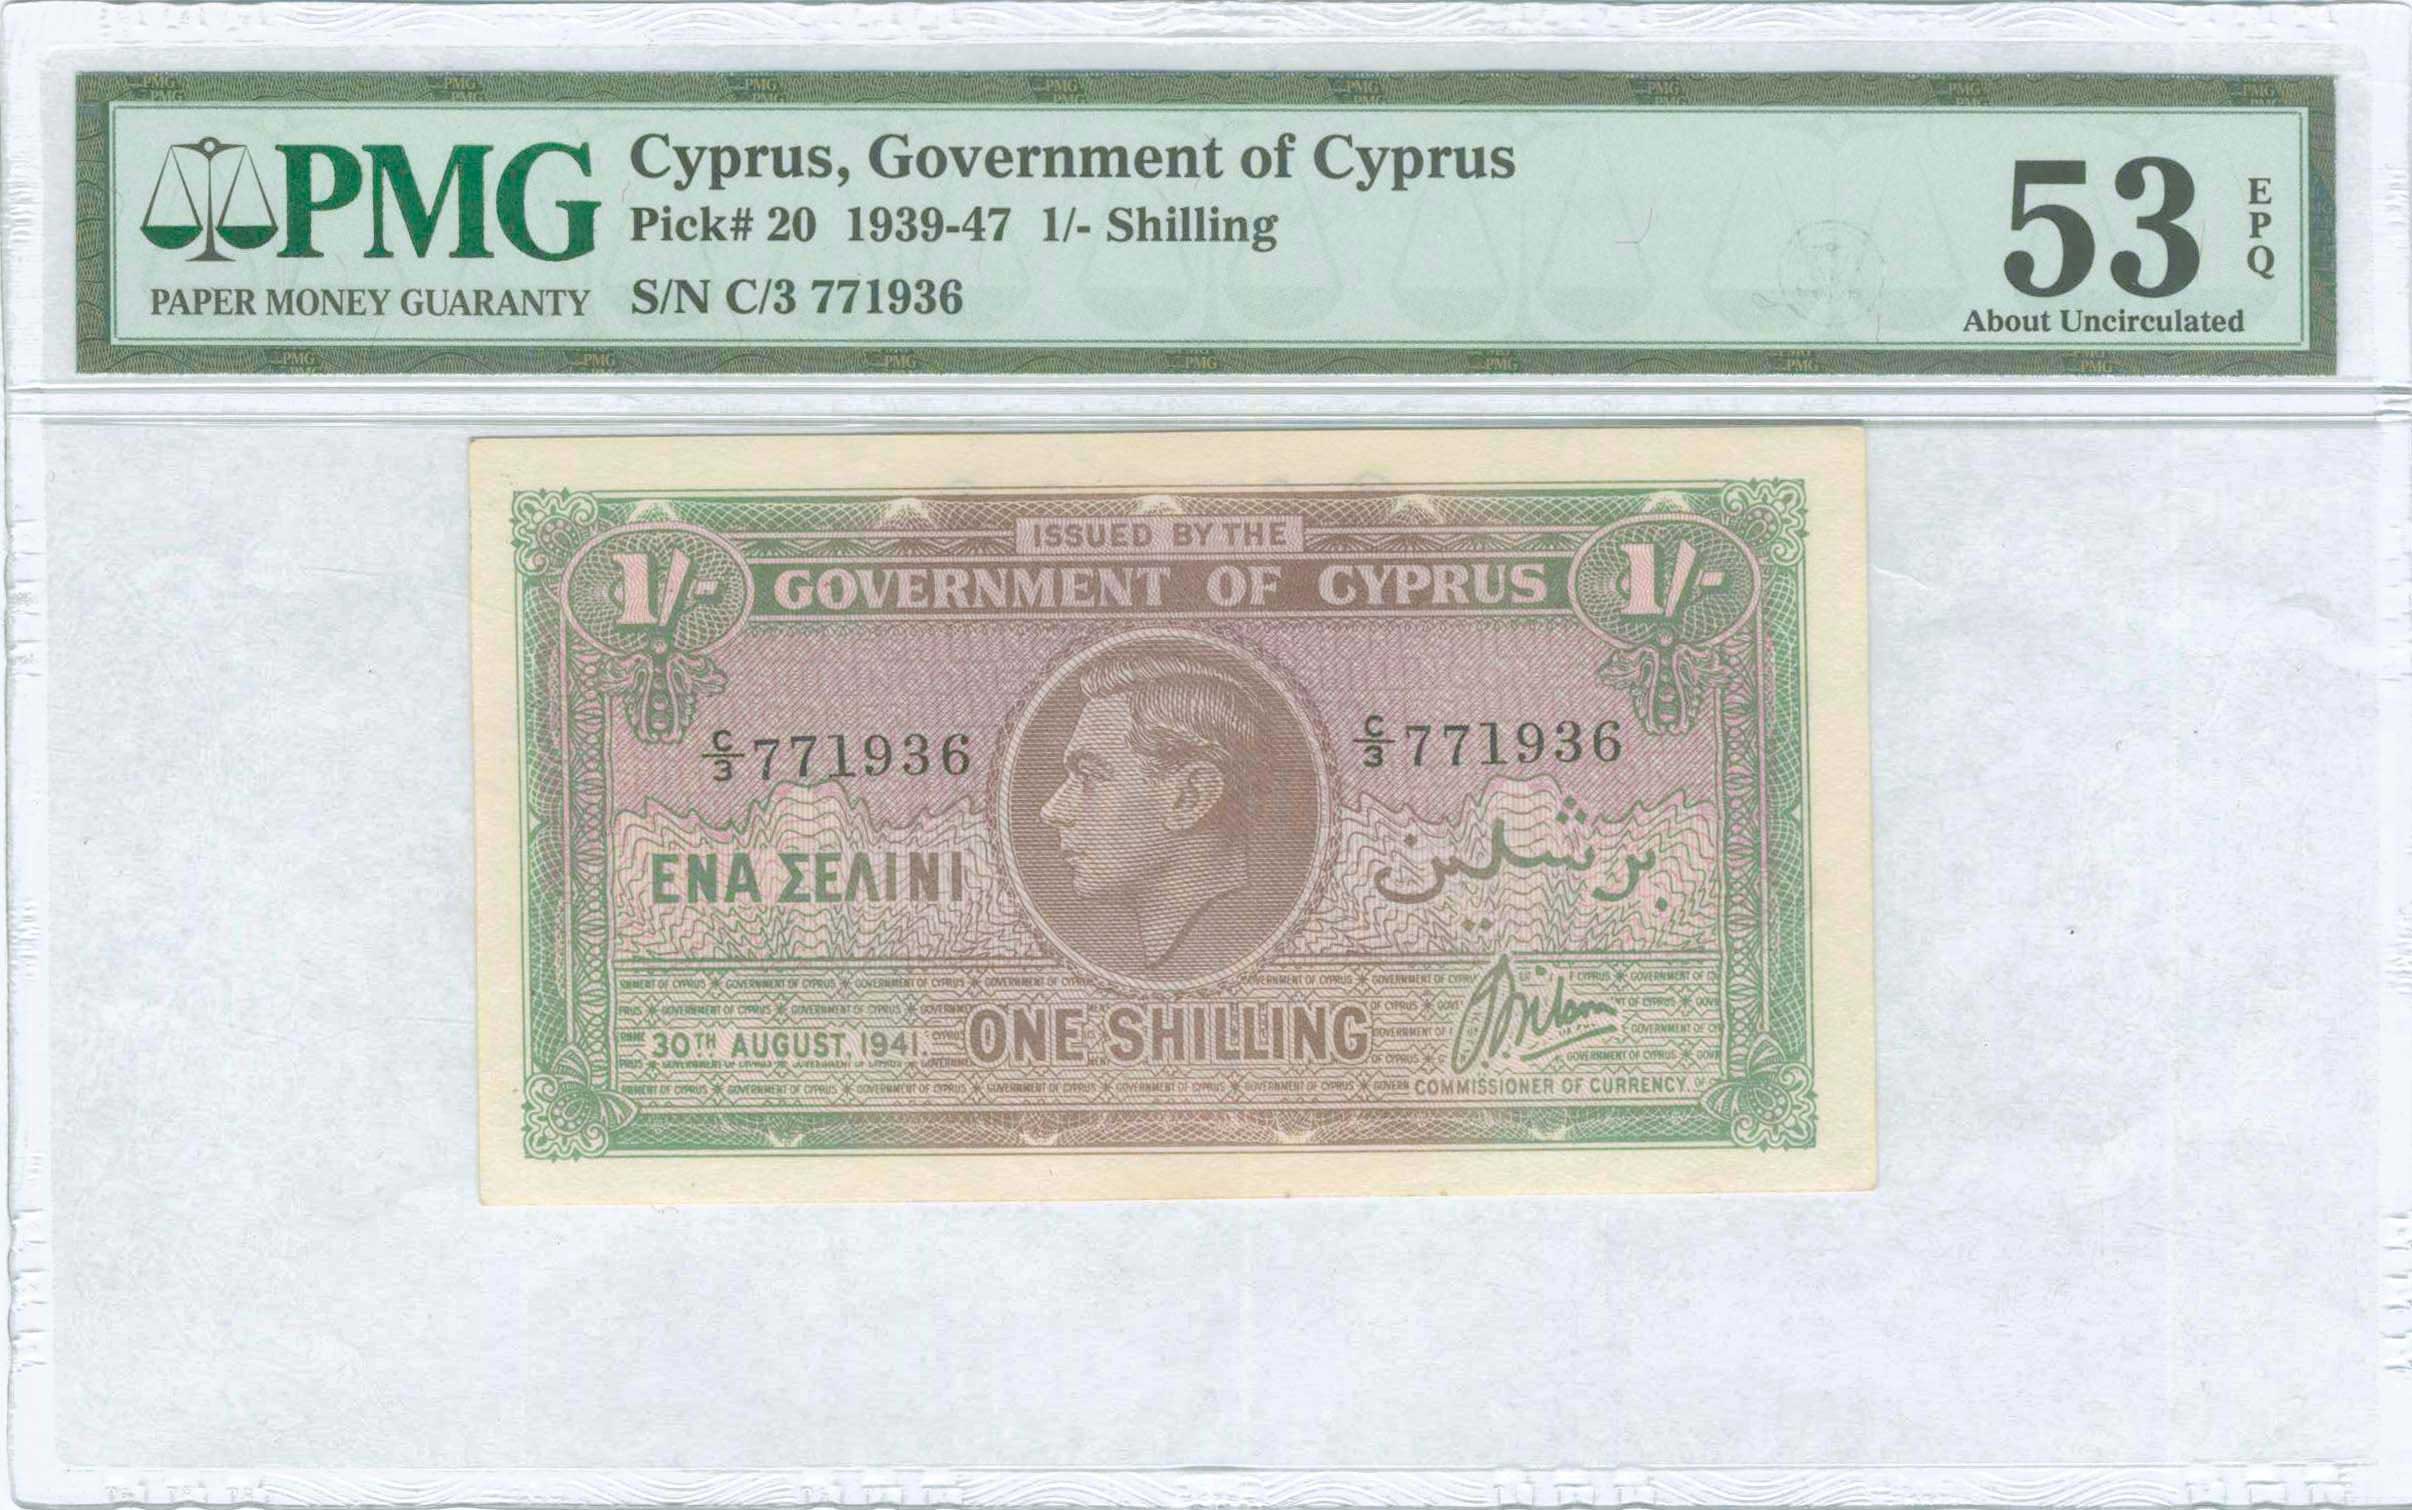 PMG
PAPER MONEY GUARANTY
Cyprus, Government of Cyprus
Pick# 20 1939-47 1/- Shilling
S/N C/3 771936
53
EPQ
About Uncirculated
ISSUED BY THE
1/- GOVERNMENT OF CYPRUS 1/-
C/3 771936 C/3 771936
ΕΝΑ ΣΕΛΙΝΙ بر شلين
30TH AUGUST, 1941. ONE SHILLING
COMMISSIONER OF CURRENCY.